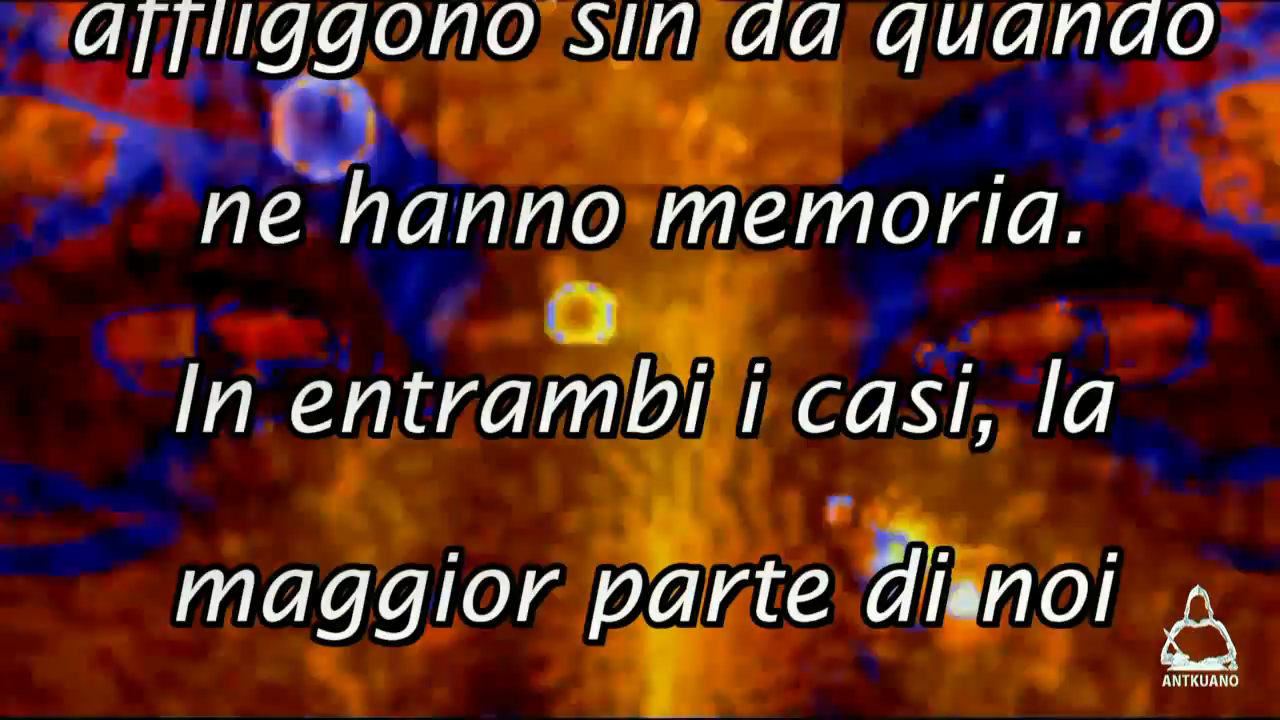 affliggono sin da quando
ne hanno memoria.
In entrambi i casi, la
maggior parte di noi
ANTKUANO